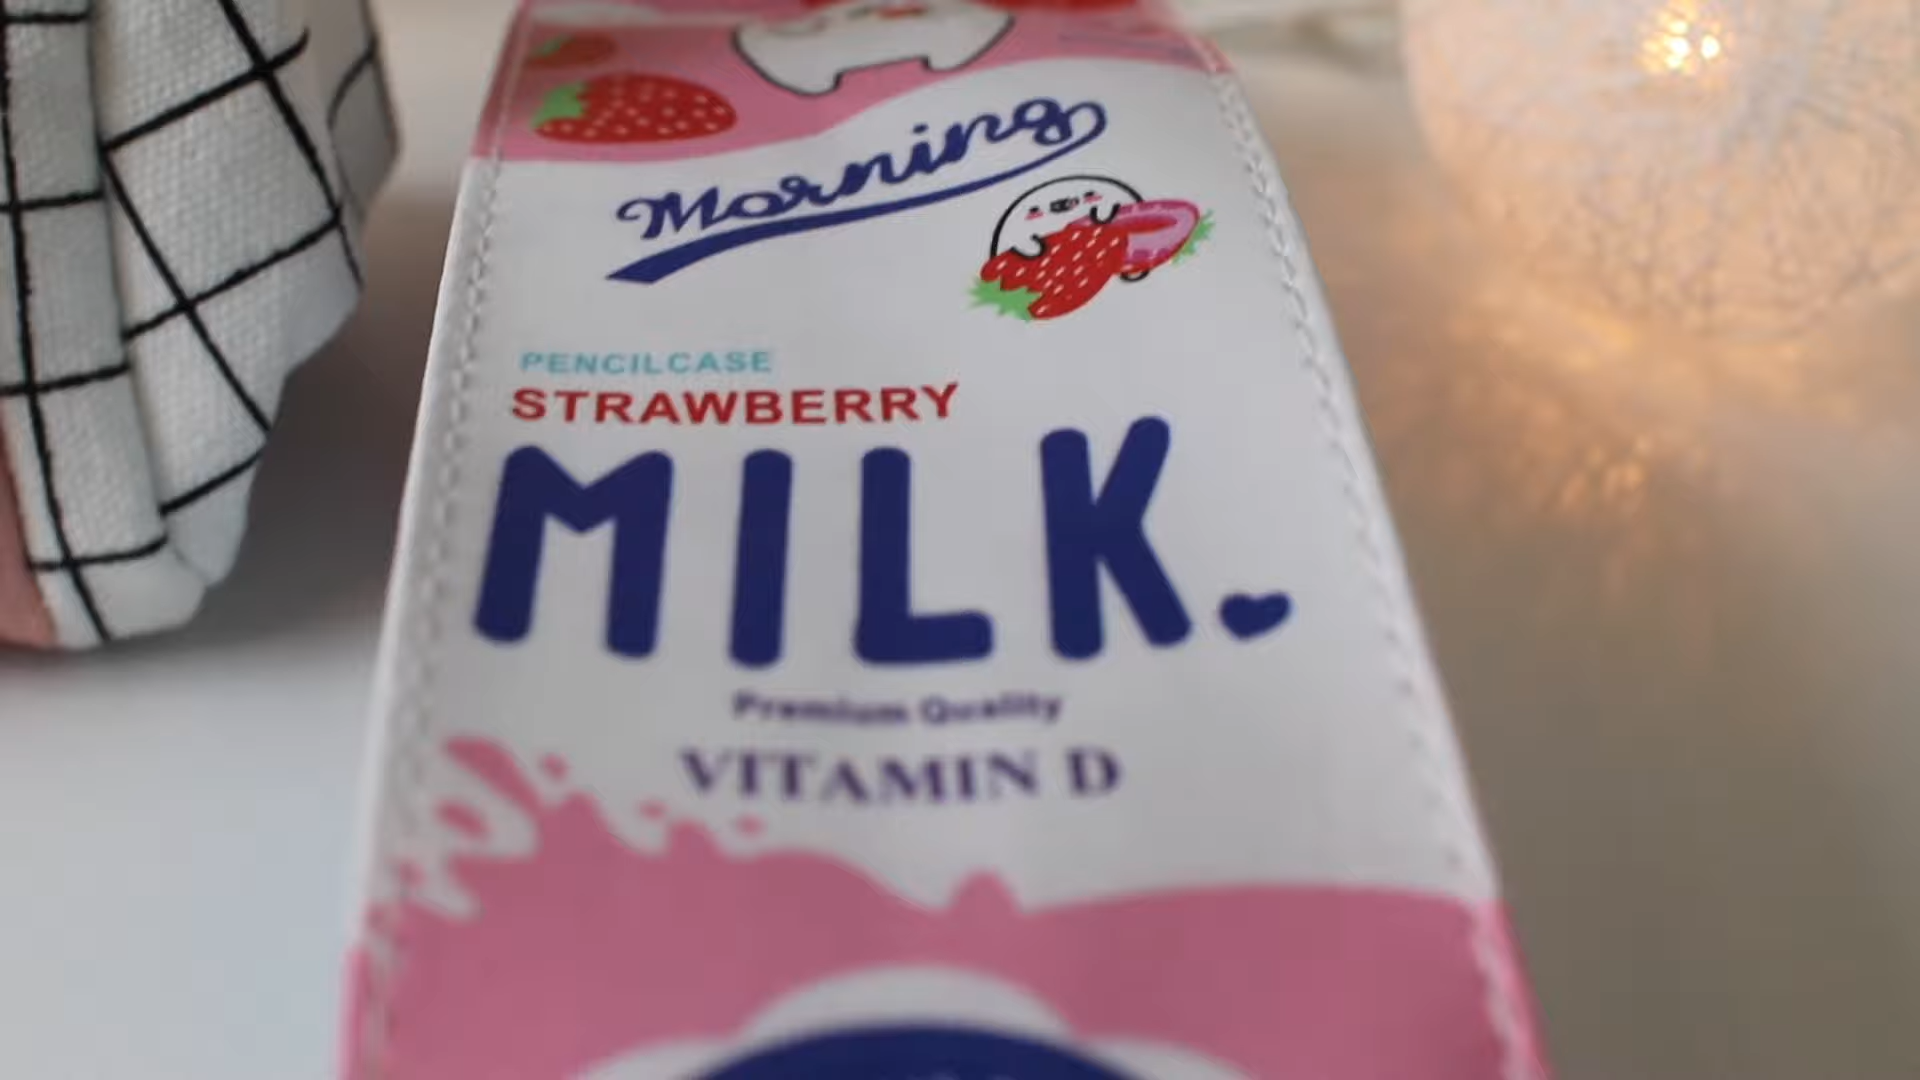 Morning
PENCILCASE
STRAWBERRY
MILK.
Premium Quality
VITAMIN D